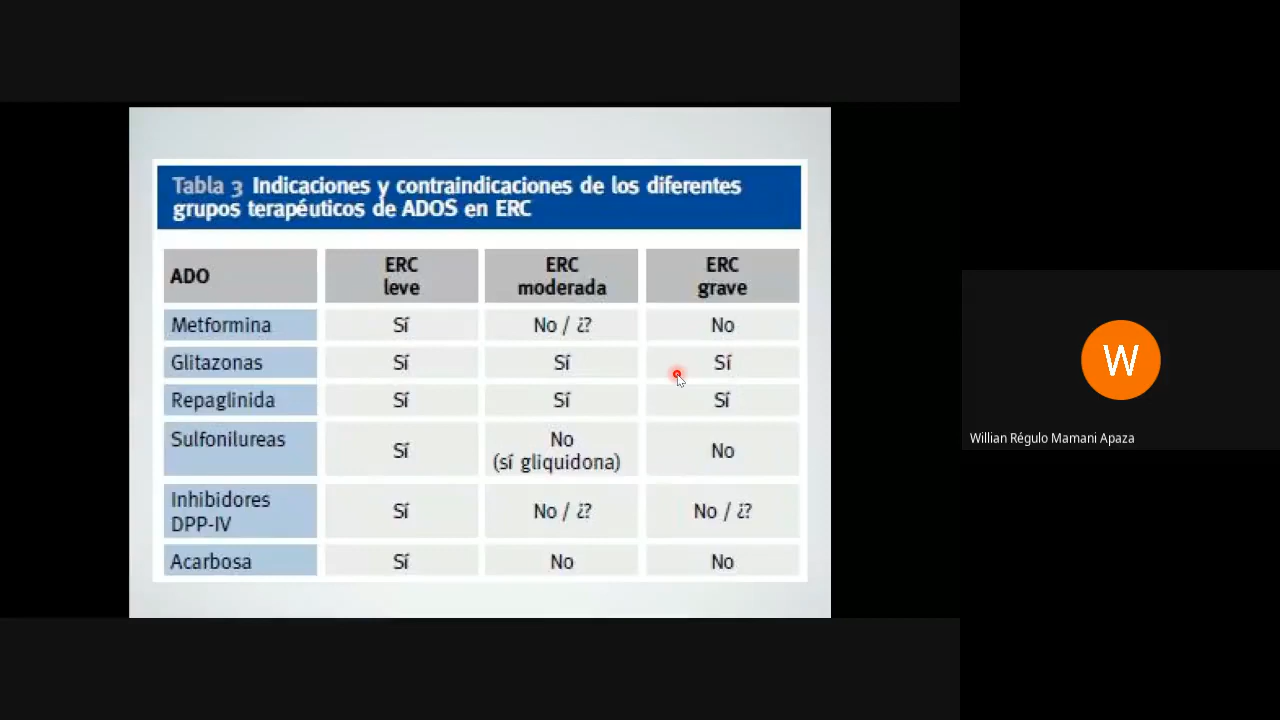 Tabla 3 Indicaciones y contraindicaciones de los diferentes
grupos terapéuticos de ADOS en ERC
ADO
ERC
leve
ERC
moderada
ERC
grave
Metformina
Sí
No / ¿?
No
Glitazonas
Sí
Sí
Sí
Repaglinida
Sí
Sí
Sí
Sulfonilureas
Sí
No
(sí gliquidona)
No
Inhibidores
DPP-IV
Sí
No / ¿?
No / ¿?
Acarbosa
Sí
No
No
W
Willian Régulo Mamani Apaza